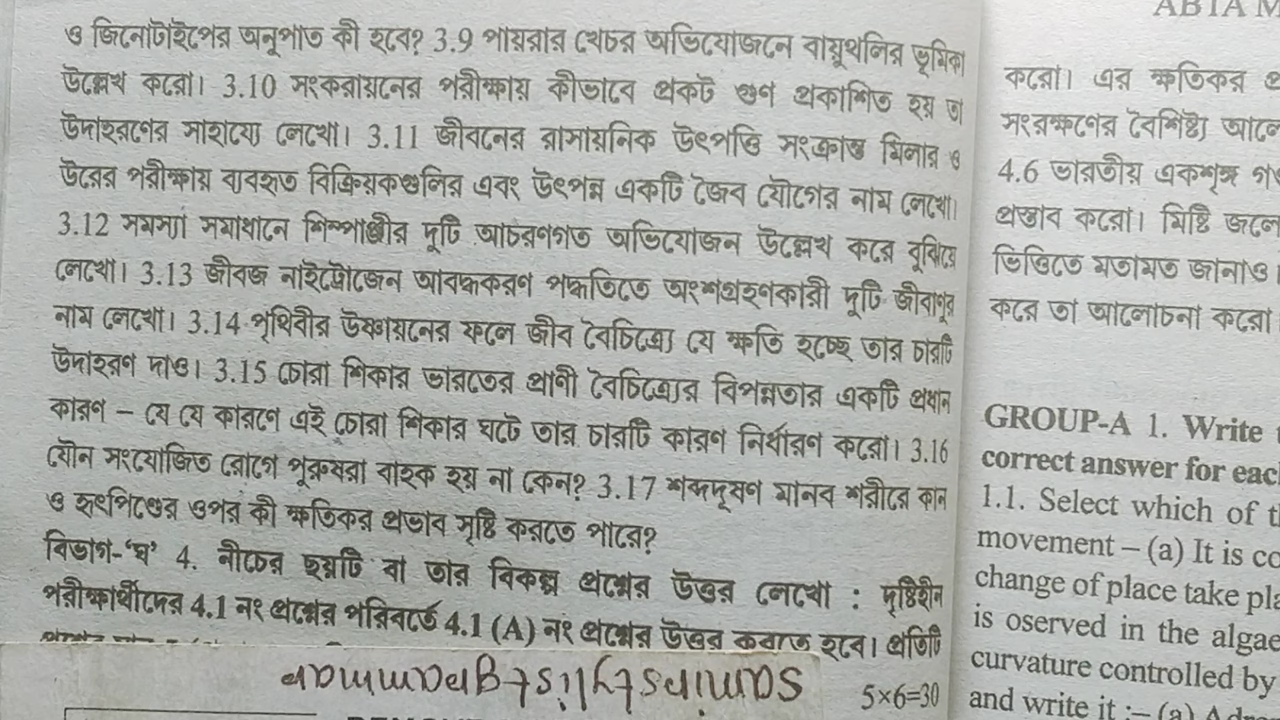 ও জিনোটাইপের অনুপাত কী হবে? 3.9 পায়রার খেচর অভিযোজনে বায়ুথলির ভূমিকা
উল্লেখ করো। 3.10 সংকরায়নের পরীক্ষায় কীভাবে প্রকট গুণ প্রকাশিত হয় তা
উদাহরণের সাহায্যে লেখো। 3.11 জীবনের রাসায়নিক উৎপত্তি সংক্রান্ত মিলার ও
উরের পরীক্ষায় ব্যবহৃত বিক্রিয়কগুলির এবং উৎপন্ন একটি জৈব যৌগের নাম লেখো।
3.12 সমস্যা সমাধানে শিম্পাঞ্জীর দুটি আচরণগত অভিযোজন উল্লেখ করে বুঝিয়ে
লেখো। 3.13 জীবজ নাইট্রোজেন আবদ্ধকরণ পদ্ধতিতে অংশগ্রহণকারী দুটি জীবাণুর
নাম লেখো। 3.14 পৃথিবীর উষ্ণায়নের ফলে জীব বৈচিত্র্যে যে ক্ষতি হচ্ছে তার চারটি
উদাহরণ দাও। 3.15 চোরা শিকার ভারতের প্রাণী বৈচিত্র্যের বিপন্নতার একটি প্রধান
কারণ – যে যে কারণে এই চোরা শিকার ঘটে তার চারটি কারণ নির্ধারণ করো। 3.16
যৌন সংযোজিত রোগে পুরুষরা বাহক হয় না কেন? 3.17 শব্দদূষণ মানব শরীরে কান
ও হৃৎপিণ্ডের ওপর কী ক্ষতিকর প্রভাব সৃষ্টি করতে পারে?
বিভাগ-‘ঘ’ 4. নীচের ছয়টি বা তার বিকল্প প্রশ্নের উত্তর লেখো : দৃষ্টিহীন
পরীক্ষার্থীদের 4.1 নং প্রশ্নের পরিবর্তে 4.1 (A) নং প্রশ্নের উত্তর করতে হবে। প্রতিটি
5×6=30
samirstylistgrammar
ABTA M
করো। এর ক্ষতিকর
সংরক্ষণের বৈশিষ্ট্য আলে
4.6 ভারতীয় একশৃঙ্গ গ
প্রস্তাব করো। মিষ্টি জলে
ভিত্তিতে মতামত জানাও।
করে তা আলোচনা করো
GROUP-A 1. Write
correct answer for eac
1.1. Select which of t
movement – (a) It is co
change of place take pla
is oserved in the algae
curvature controlled by
and write it :– (a) Adre